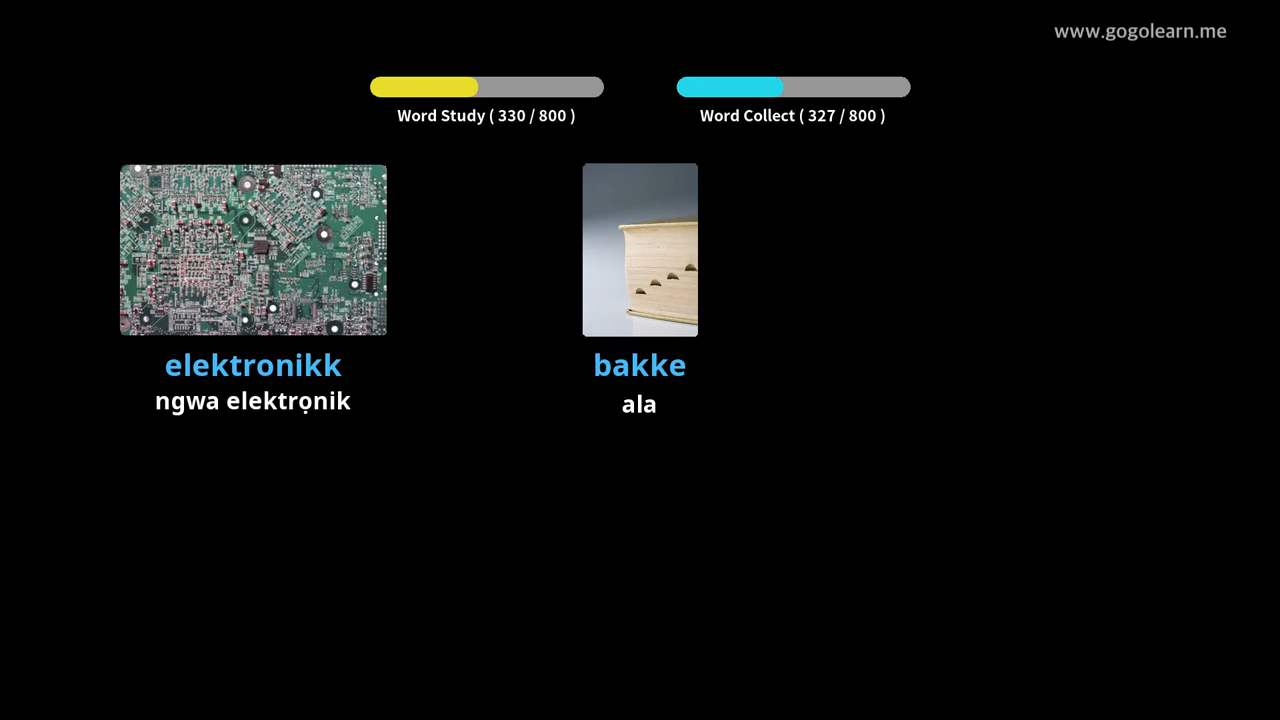 www.gogolearn.me
Word Study ( 330 / 800 )
Word Collect ( 327 / 800 )
elektronikk
ngwa elektrọnik
bakke
ala